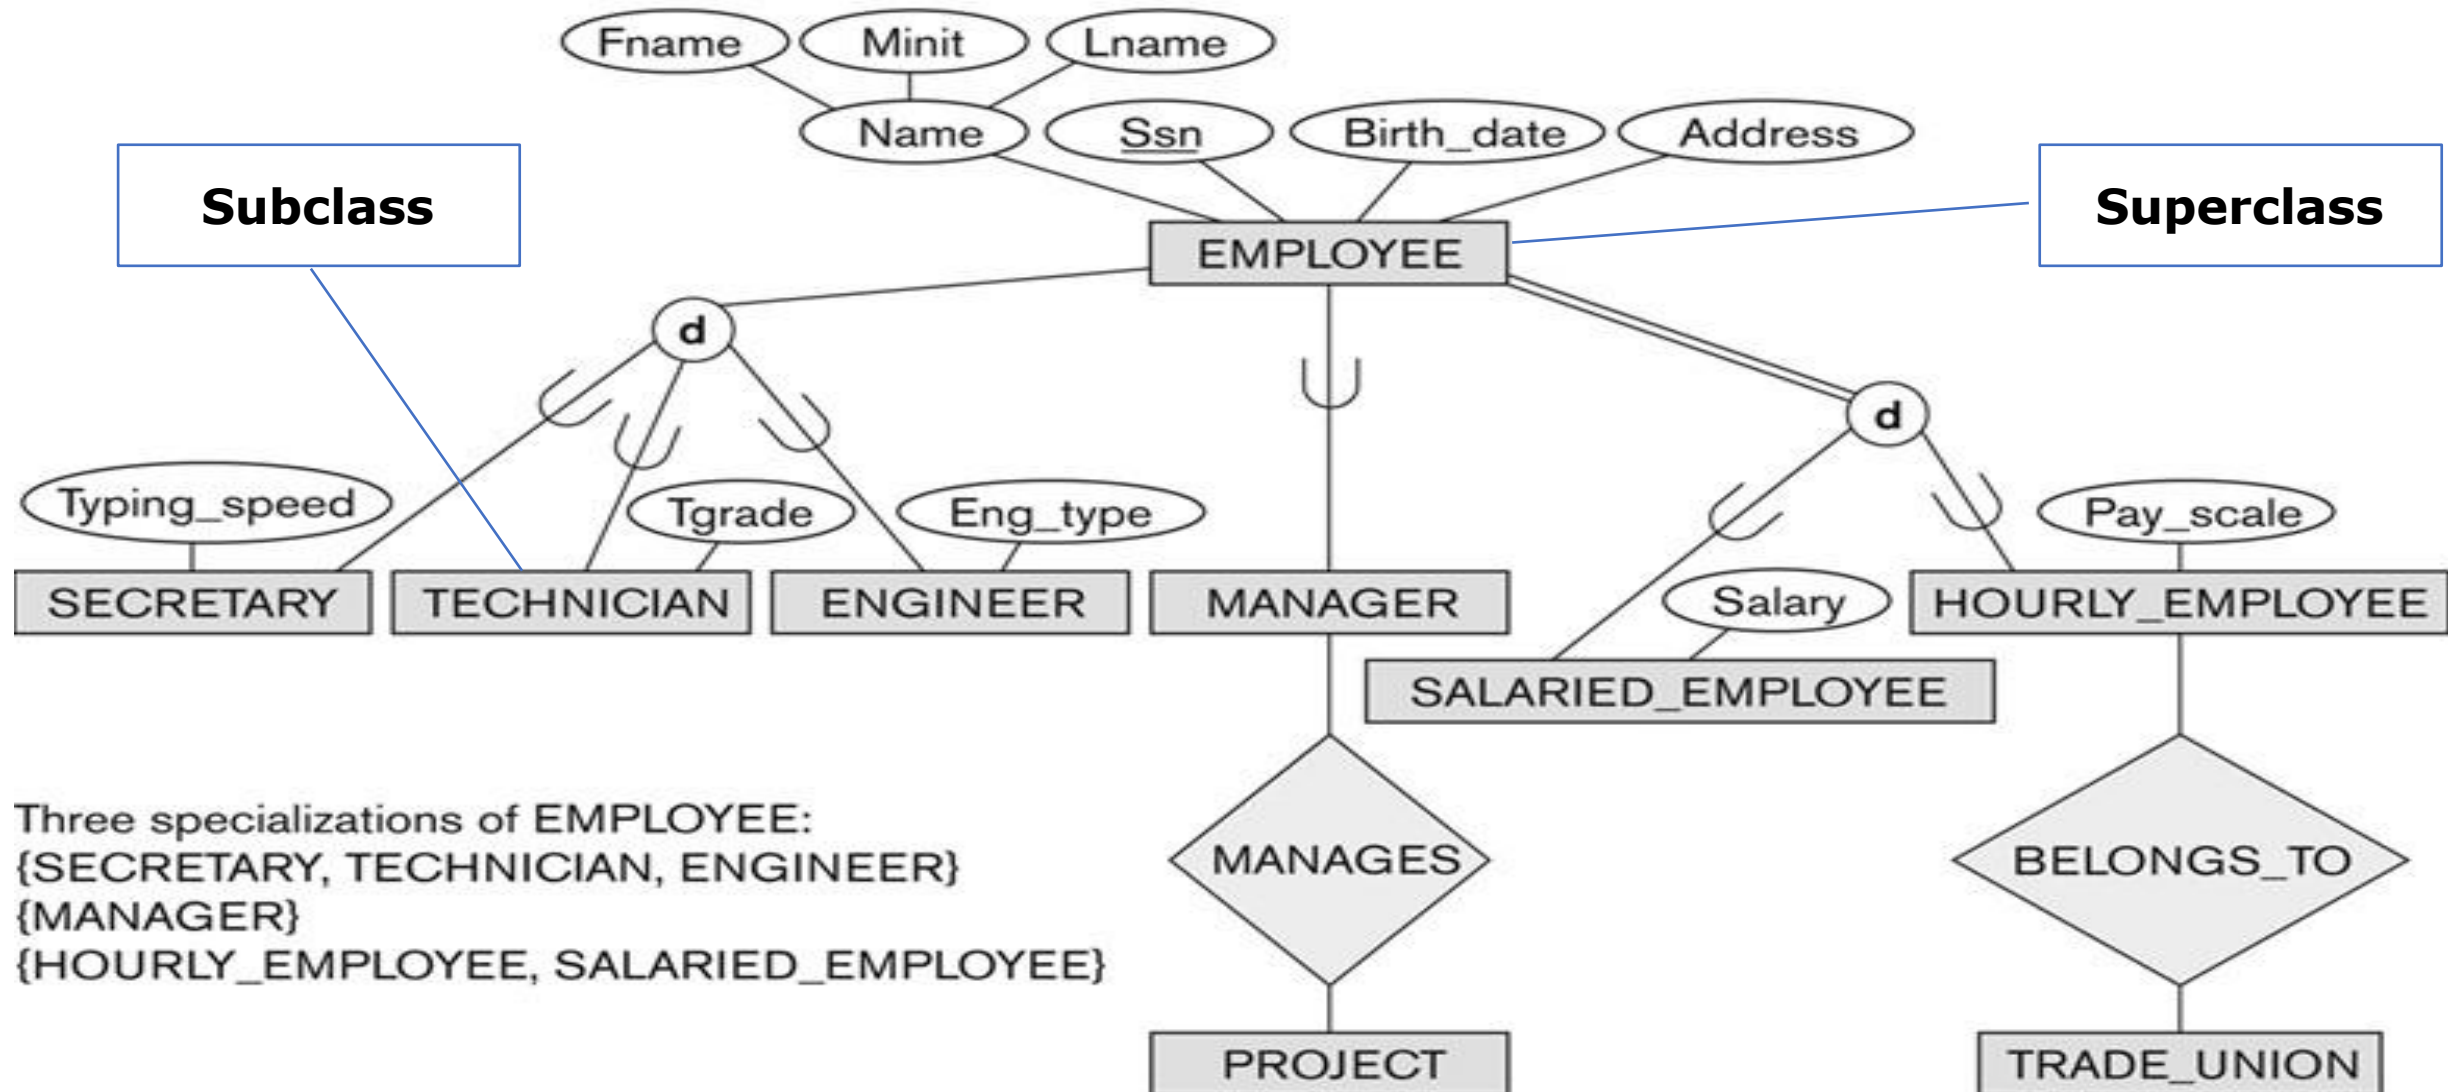 Fname Minit Lname
Name Ssn Birth_date Address
Subclass Superclass
EMPLOYEE
d
d
Typing_speed Tgrade Eng_type Pay_scale
SECRETARY TECHNICIAN ENGINEER MANAGER Salary HOURLY_EMPLOYEE
SALARIED_EMPLOYEE
Three specializations of EMPLOYEE:
{SECRETARY, TECHNICIAN, ENGINEER}
{MANAGER}
{HOURLY_EMPLOYEE, SALARIED_EMPLOYEE}
MANAGES BELONGS_TO
PROJECT TRADE_UNION